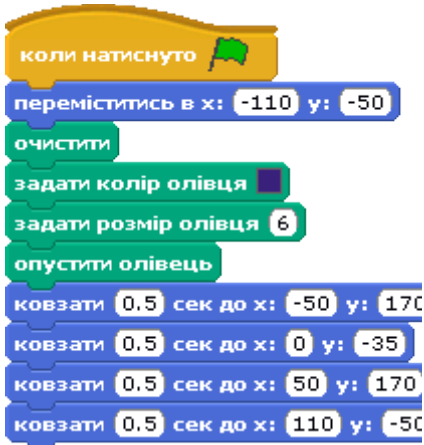 коли натиснуто
переміститись в x: -110 y: -50
очистити
задати колір олівця
задати розмір олівця 6
опустити олівець
ковзати 0.5 сек до x: -50 y: 170
ковзати 0.5 сек до x: 0 y: -35
ковзати 0.5 сек до x: 50 y: 170
ковзати 0.5 сек до x: 110 y: -50